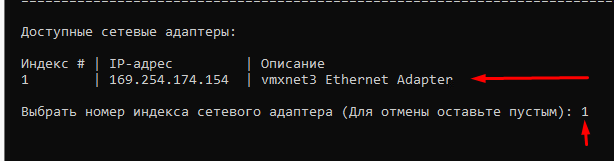 Доступные сетевые адаптеры:
Индекс # | IP-адрес | Описание
1 | 169.254.174.154 | vmxnet3 Ethernet Adapter
Выбрать номер индекса сетевого адаптера (Для отмены оставьте пустым): 1